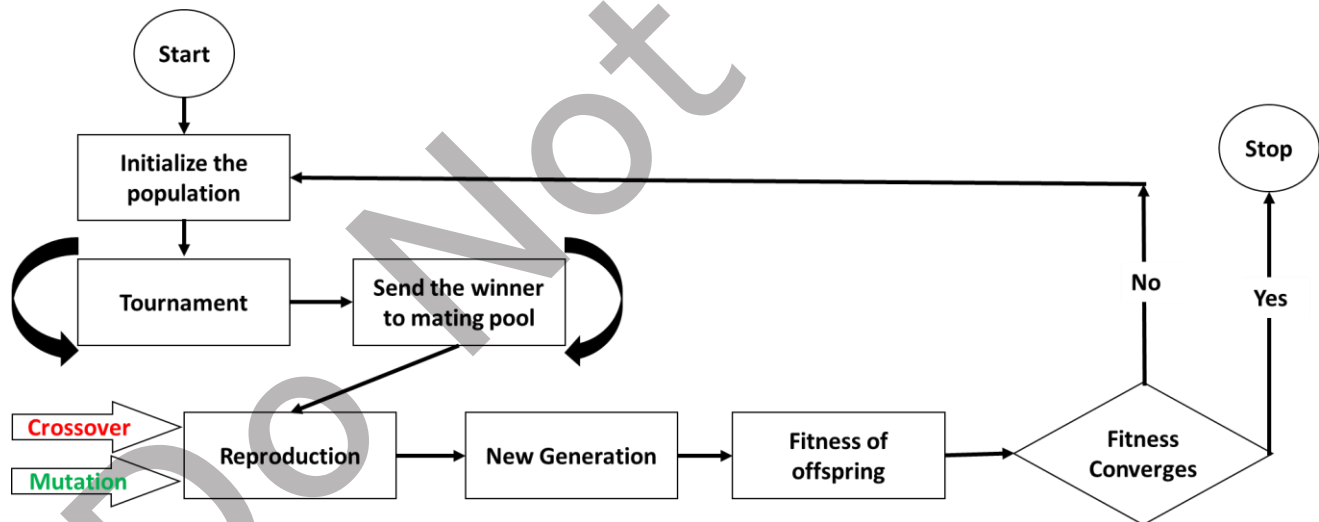 Start
Initialize the
population
Stop
Tournament
Send the winner
to mating pool
No
Yes
Crossover
Mutation
Reproduction
New Generation
Fitness of
offspring
Fitness
Converges
Do Not